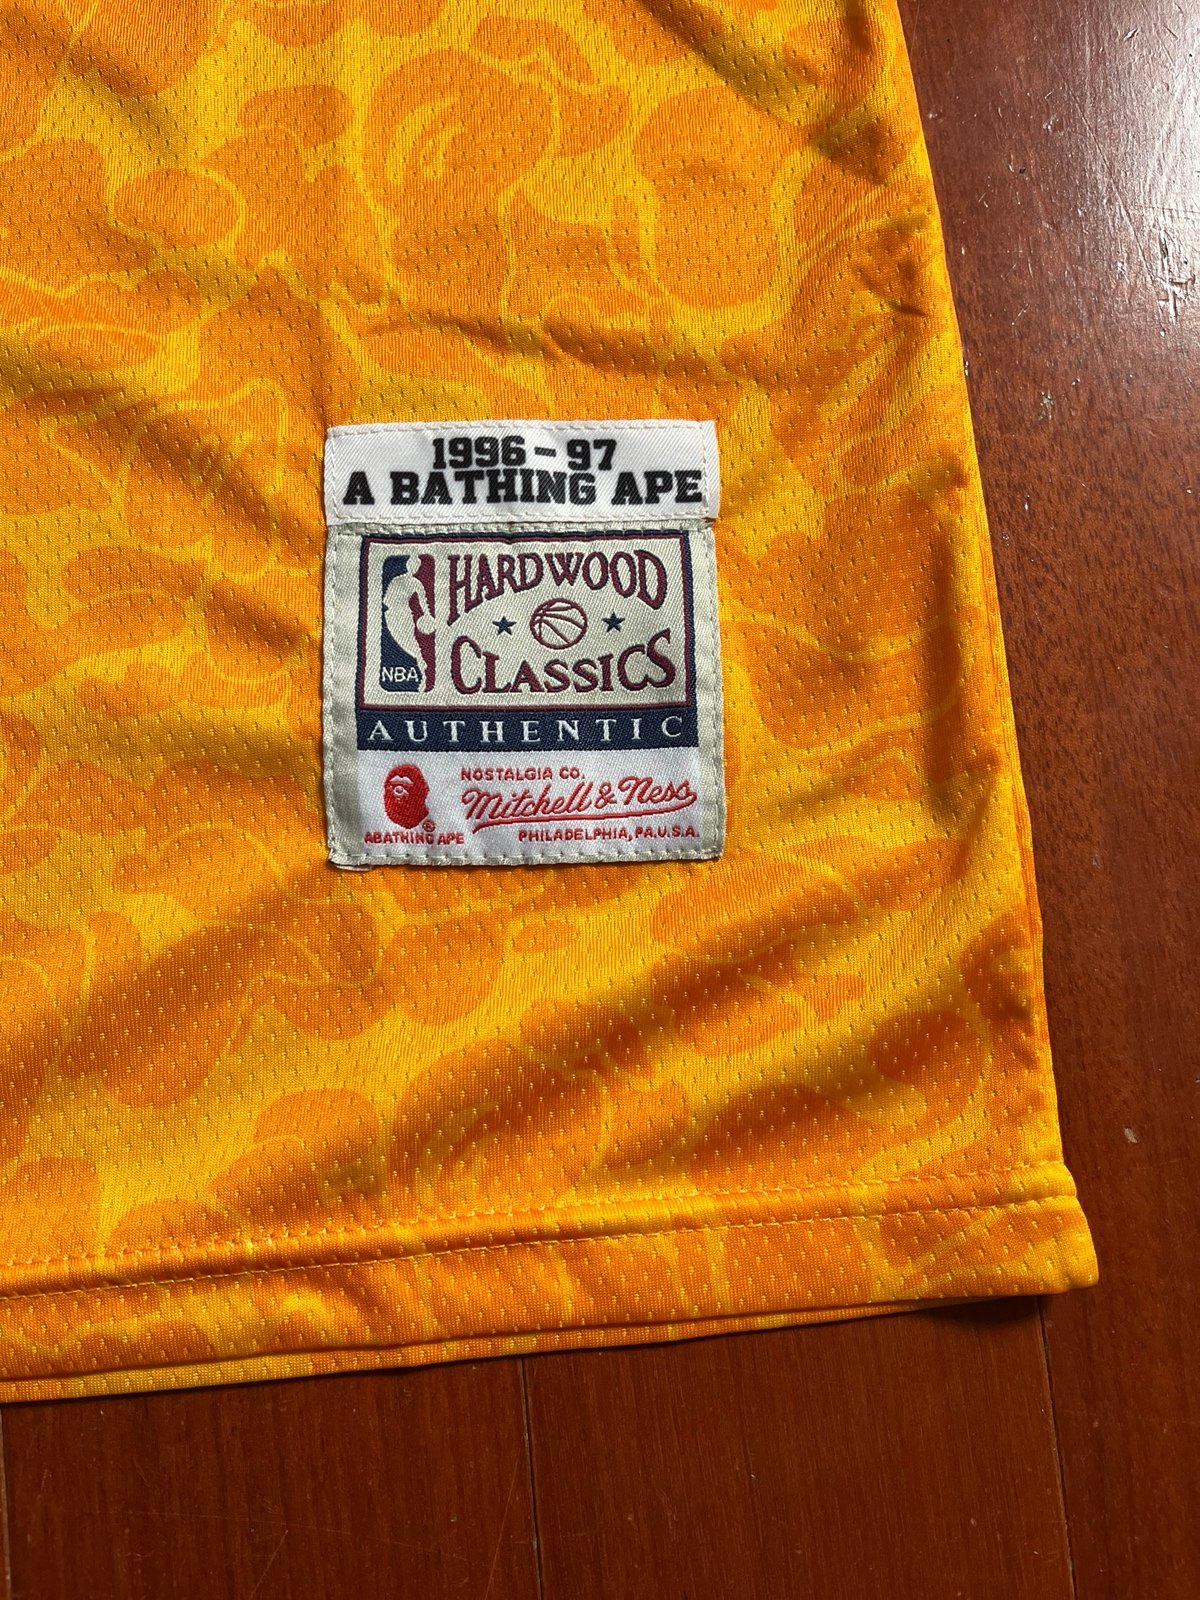 1996-97
A BATHING APE
HARDWOOD
CLASSICS
NBA
AUTHENTIC
NOSTALGIA CO.
Mitchell & Ness
PHILADELPHIA, PA.U.S.A.
®
ABATHING APE